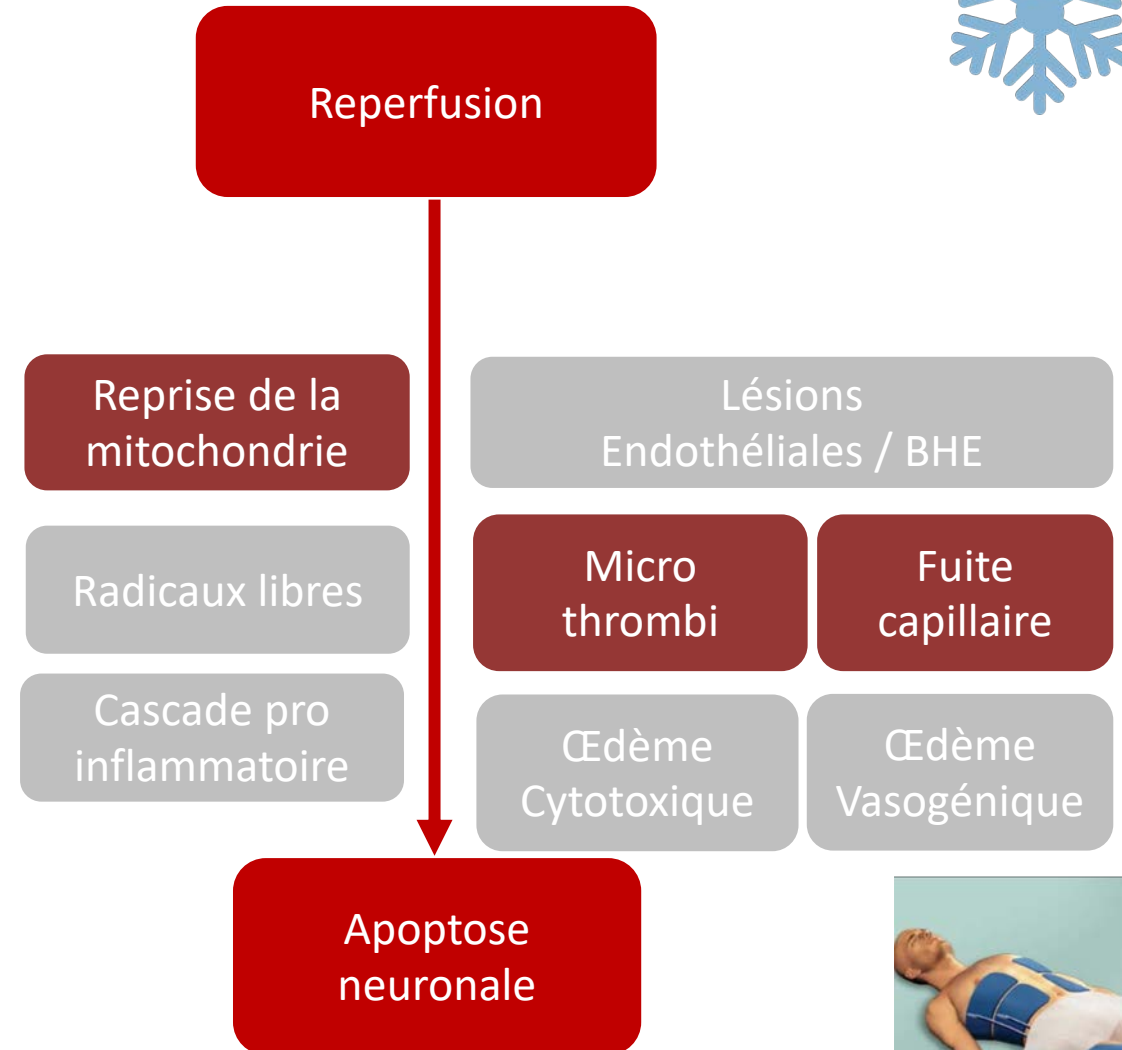 Reperfusion
Reprise de la
mitochondrie
Radicaux libres
Cascade pro
inflammatoire
Lésions
Endothéliales / BHE
Micro
thrombi
Fuite
capillaire
Œdème
Cytotoxique
Œdème
Vasogénique
Apoptose
neuronale